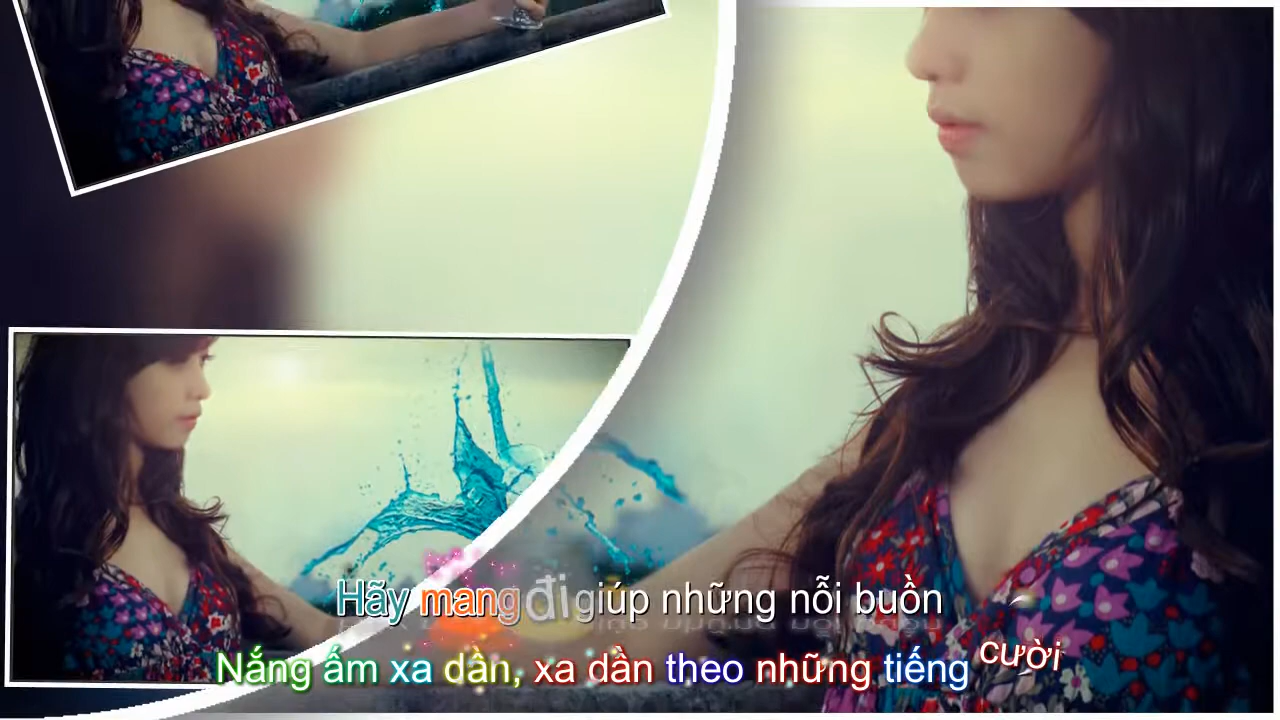 Hãy mang đi giúp những nỗi buồn
Nắng ấm xa dần, xa dần theo những tiếng cười